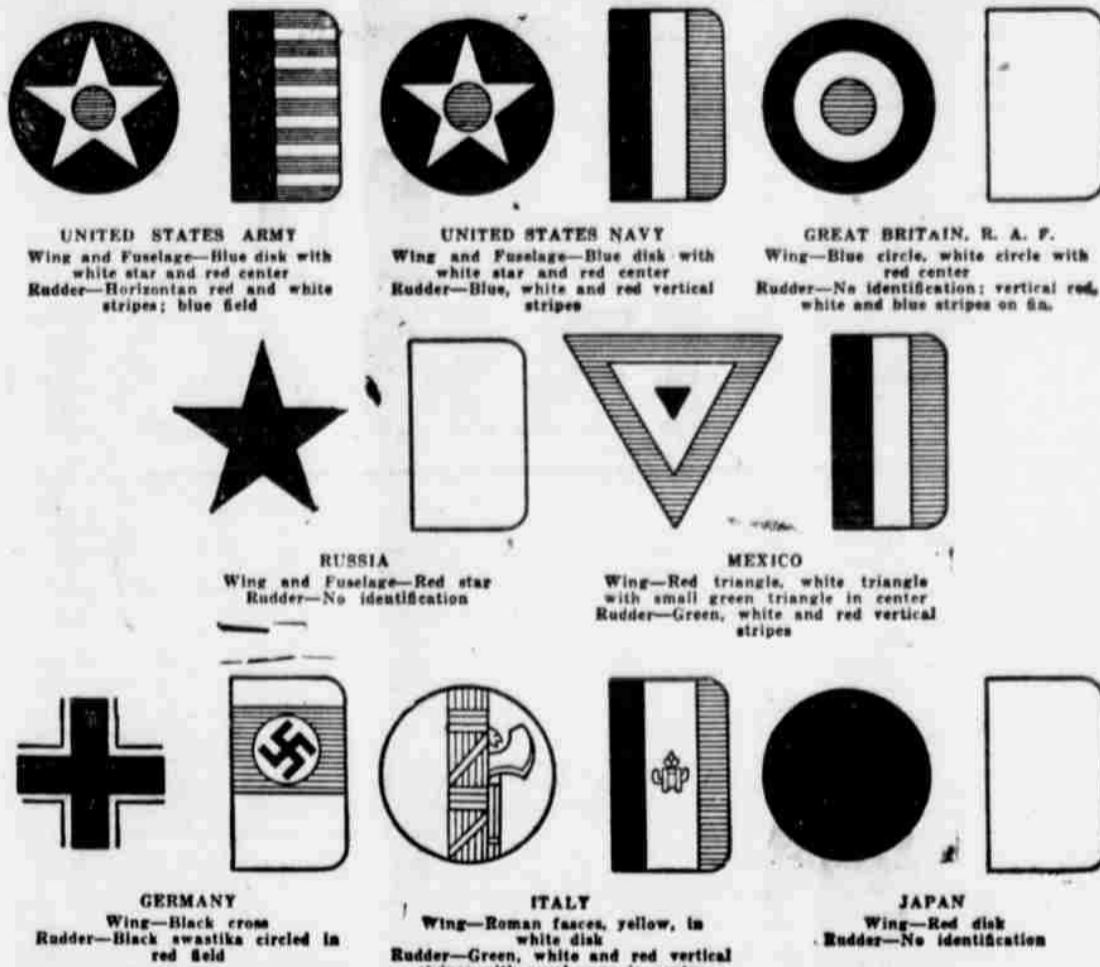 UNITED STATES ARMY
Wing and Fuselage—Blue disk with
white star and red center
Rudder—Horizontan red and white
stripes; blue field
UNITED STATES NAVY
Wing and Fuselage—Blue disk with
white star and red center
Rudder—Blue, white and red vertical
stripes
GREAT BRITAIN, R. A. F.
Wing—Blue circle, white circle with
red center
Rudder—No identification; vertical red,
white and blue stripes on fin.
RUSSIA
Wing and Fuselage—Red star
Rudder—No identification
MEXICO
Wing—Red triangle, white triangle
with small green triangle in center
Rudder—Green, white and red vertical
stripes
GERMANY
Wing—Black cross
Rudder—Black swastika circled in
red field
ITALY
Wing—Roman fasces, yellow, in
white disk
Rudder—Green, white and red vertical
JAPAN
Wing—Red disk
Rudder—No identification